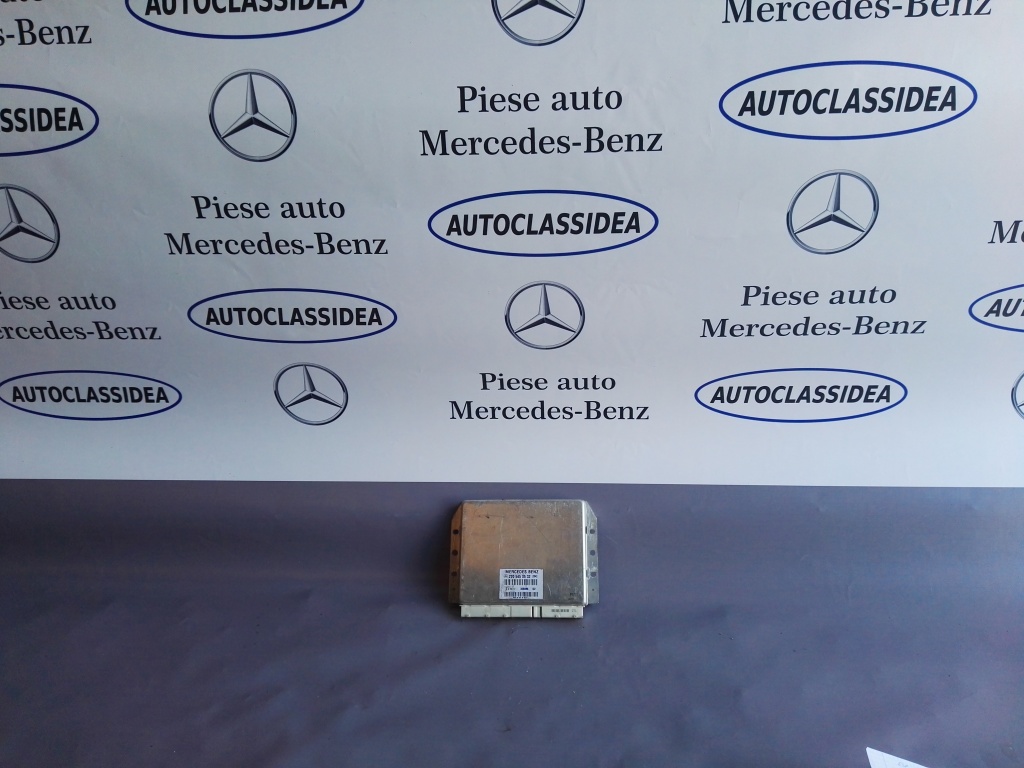 AUTOCLASSIDEA
Mercedes-Benz
s-Benz
Piese auto
Mercedes-Benz
AUTOCLASSIDEA
SSIDEA
Piese auto
Mercedes-Benz
AUTOCLASSIDEA
iese auto
ercedes-Benz
AUTOCLASSIDEA
Piese auto
Mercedes-Benz
AUTOCLASSIDEA
Piese auto
Mercedes-Benz
AUTOCLASSIDEA
MERCEDES BENZ